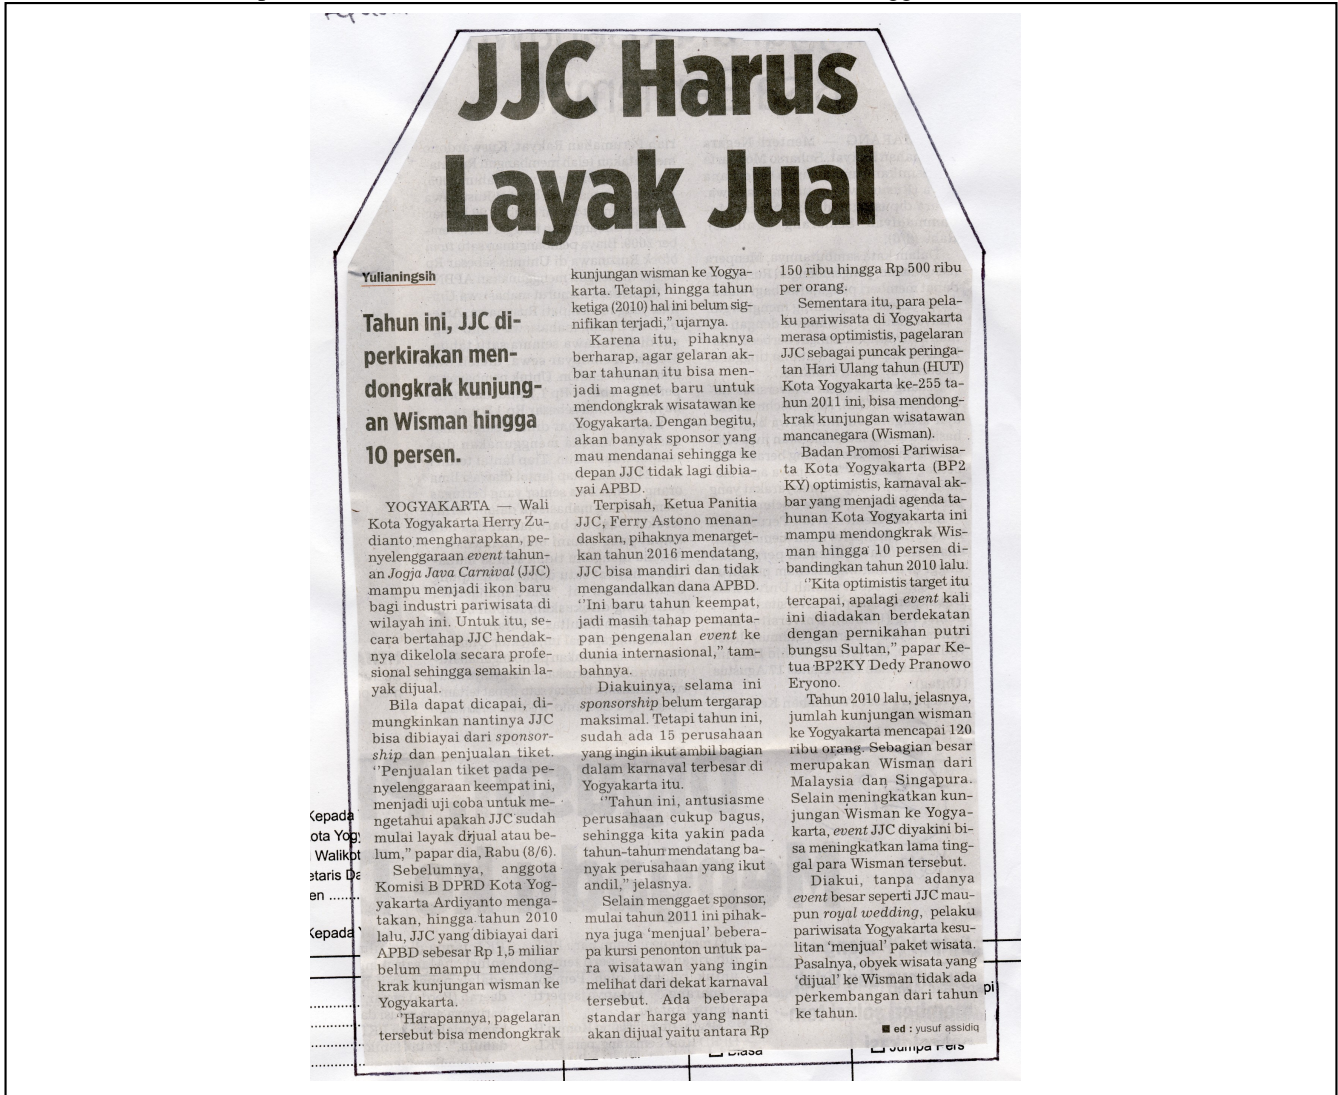 JJC Harus
Layak Jual
Yulianingsih
Tahun ini, JJC di-
perkirakan men-
dongkrak kunjung-
an Wisman hingga
10 persen.
YOGYAKARTA — Wali
Kota Yogyakarta Herry Zu-
dianto mengharapkan, pe-
nyelenggaraan event tahun-
an Jogja Java Carnival (JJC)
mampu menjadi ikon baru
bagi industri pariwisata di
wilayah ini. Untuk itu, se-
cara bertahap JJC hendak-
nya dikelola secara profe-
sional sehingga semakin la-
yak dijual.
Bila dapat dicapai, di-
mungkinkan nantinya JJC
bisa dibiayai dari sponsor-
ship dan penjualan tiket.
‘‘Penjualan tiket pada pe-
nyelenggaraan keempat ini,
menjadi uji coba untuk me-
ngetahui apakah JJC sudah
mulai layak dijual atau be-
lum,” papar dia, Rabu (8/6).
Sebelumnya, anggota
Komisi B DPRD Kota Yog-
yakarta Ardiyanto menga-
takan, hingga tahun 2010
lalu, JJC yang dibiayai dari
APBD sebesar Rp 1,5 miliar
belum mampu mendong-
krak kunjungan wisman ke
Yogyakarta.
‘‘Harapannya, pagelaran
tersebut bisa mendongkrak
kunjungan wisman ke Yogya-
karta. Tetapi, hingga tahun
ketiga (2010) hal ini belum sig-
nifikan terjadi,” ujarnya.
Karena itu, pihaknya
berharap, agar gelaran ak-
bar tahunan itu bisa men-
jadi magnet baru untuk
mendongkrak wisatawan ke
Yogyakarta. Dengan begitu,
akan banyak sponsor yang
mau mendanai sehingga ke
depan JJC tidak lagi dibia-
yai APBD.
Terpisah, Ketua Panitia
JJC, Ferry Astono menan-
daskan, pihaknya menarget-
kan tahun 2016 mendatang,
JJC bisa mandiri dan tidak
mengandalkan dana APBD.
‘‘Ini baru tahun keempat,
jadi masih tahap pemanta-
pan pengenalan event ke
dunia internasional,” tam-
bahnya.
Diakuinya, selama ini
sponsorship belum tergarap
maksimal. Tetapi tahun ini,
sudah ada 15 perusahaan
yang ingin ikut ambil bagian
dalam karnaval terbesar di
Yogyakarta itu.
‘‘Tahun ini, antusiasme
perusahaan cukup bagus,
sehingga kita yakin pada
tahun-tahun mendatang ba-
nyak perusahaan yang ikut
andil,” jelasnya.
Selain menggaet sponsor,
mulai tahun 2011 ini pihak-
nya juga ‘menjual’ bebera-
pa kursi penonton untuk pa-
ra wisatawan yang ingin
melihat dari dekat karnaval
tersebut. Ada beberapa
standar harga yang nanti
akan dijual yaitu antara Rp
150 ribu hingga Rp 500 ribu
per orang.
Sementara itu, para pela-
ku pariwisata di Yogyakarta
merasa optimistis, pagelaran
JJC sebagai puncak peringa-
tan Hari Ulang tahun (HUT)
Kota Yogyakarta ke-255 ta-
hun 2011 ini, bisa mendong-
krak kunjungan wisatawan
mancanegara (Wisman).
Badan Promosi Pariwisa-
ta Kota Yogyakarta (BP2
KY) optimistis, karnaval ak-
bar yang menjadi agenda ta-
hunan Kota Yogyakarta ini
mampu mendongkrak Wis-
man hingga 10 persen di-
bandingkan tahun 2010 lalu.
‘‘Kita optimistis target itu
tercapai, apalagi event kali
ini diadakan berdekatan
dengan pernikahan putri
bungsu Sultan,” papar Ke-
tua BP2KY Dedy Pranowo
Eryono.
Tahun 2010 lalu, jelasnya,
jumlah kunjungan wisman
ke Yogyakarta mencapai 120
ribu orang. Sebagian besar
merupakan Wisman dari
Malaysia dan Singapura.
Selain meningkatkan kun-
jungan Wisman ke Yogya-
karta, event JJC diyakini bi-
sa meningkatkan lama ting-
gal para Wisman tersebut.
Diakui, tanpa adanya
event besar seperti JJC mau-
pun royal wedding, pelaku
pariwisata Yogyakarta kesu-
litan ‘menjual’ paket wisata.
Pasalnya, obyek wisata yang
‘dijual’ ke Wisman tidak ada
perkembangan dari tahun
ke tahun.
■ ed : yusuf assidiq
Kepada
ota Yogy
Walikot
etaris Da
en ..........
Kepada Y
Biasa
Jumpa Pers